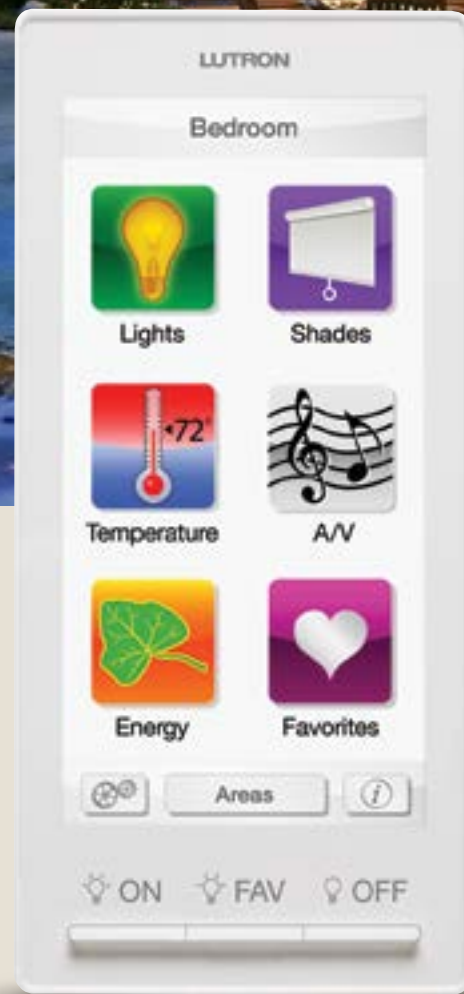 LUTRON
Bedroom
Lights Shades
72°
Temperature A/V
Energy Favorites
Areas i
ON FAV OFF